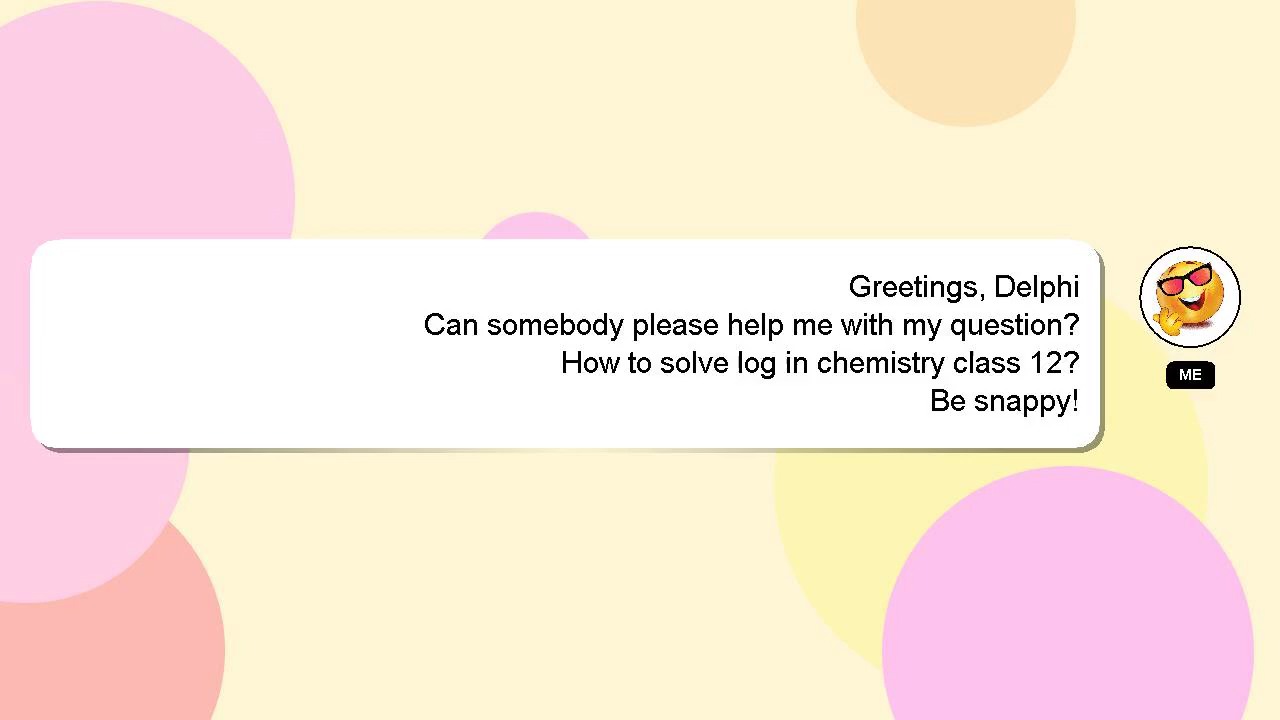 Greetings, Delphi
Can somebody please help me with my question?
How to solve log in chemistry class 12?
Be snappy!
ME